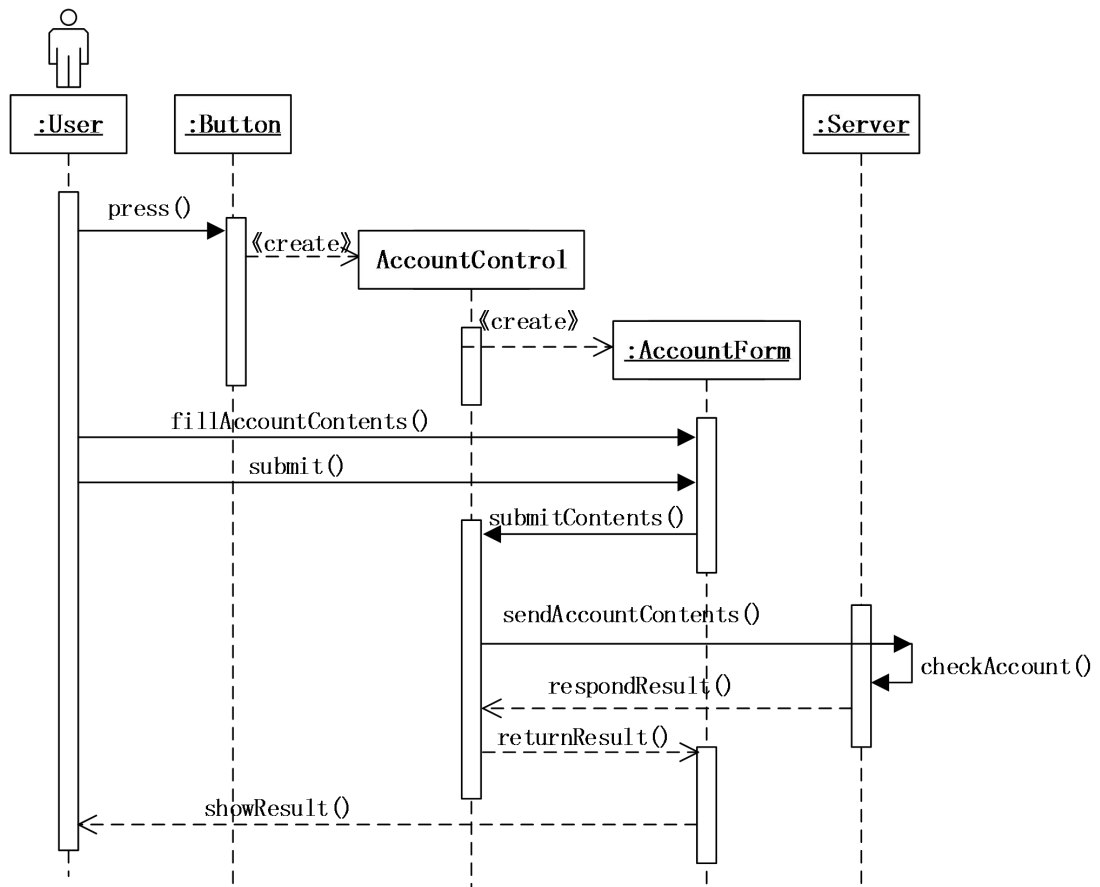 :User
:Button
:Server
press()
《create》
AccountControl
《create》
:AccountForm
fillAccountContents()
submit()
submitContents()
sendAccountContents()
checkAccount()
respondResult()
returnResult()
showResult()